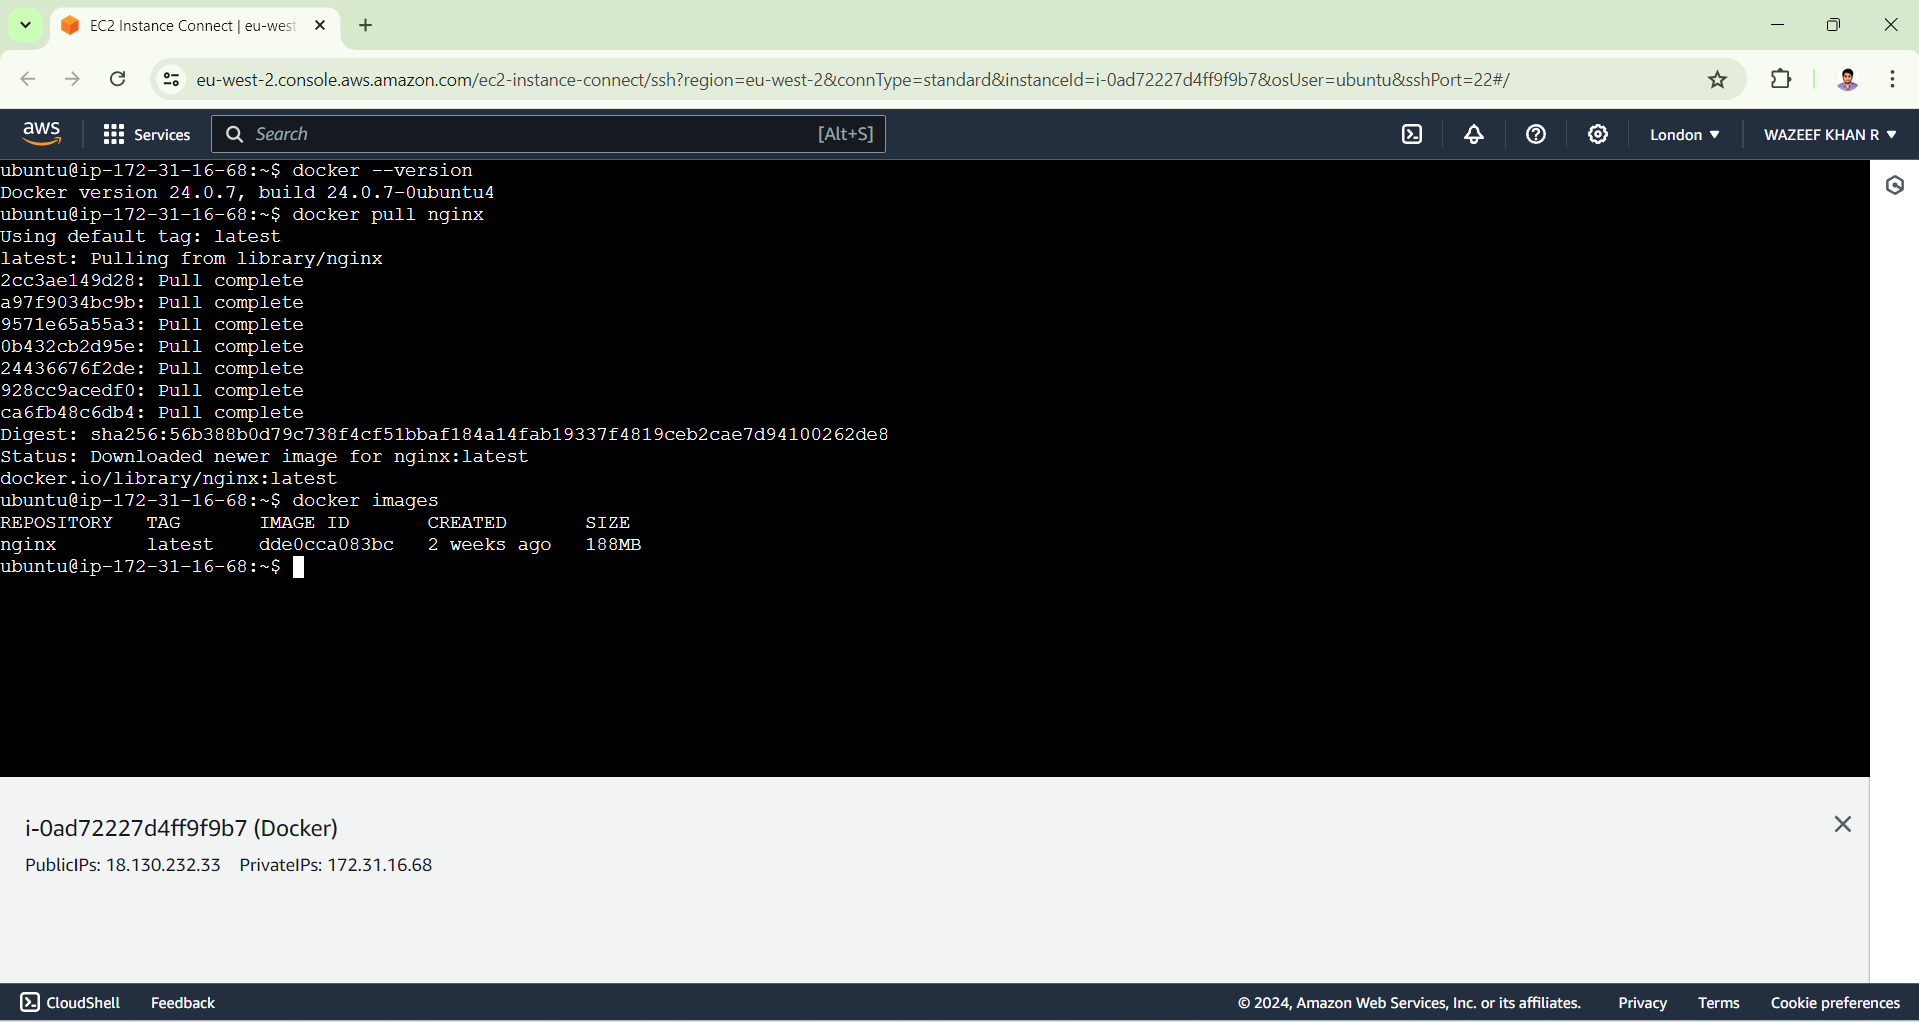 EC2 Instance Connect | eu-west
eu-west-2.console.aws.amazon.com/ec2-instance-connect/ssh?region=eu-west-2&connType=standard&instanceId=i-0ad72227d4ff9f9b7&osUser=ubuntu&sshPort=22#/
aws Services Search [Alt+S] London WAZEEF KHAN R
ubuntu@ip-172-31-16-68:~$ docker --version
Docker version 24.0.7, build 24.0.7-0ubuntu4
ubuntu@ip-172-31-16-68:~$ docker pull nginx
Using default tag: latest
latest: Pulling from library/nginx
2cc3ae149d28: Pull complete
a97f9034bc9b: Pull complete
9571e65a55a3: Pull complete
0b432cb2d95e: Pull complete
24436676f2de: Pull complete
928cc9acedf0: Pull complete
ca6fb48c6db4: Pull complete
Digest: sha256:56b388b0d79c738f4cf51bbaf184a14fab19337f4819ceb2cae7d94100262de8
Status: Downloaded newer image for nginx:latest
docker.io/library/nginx:latest
ubuntu@ip-172-31-16-68:~$ docker images
REPOSITORY TAG IMAGE ID CREATED SIZE
nginx latest dde0cca083bc 2 weeks ago 188MB
ubuntu@ip-172-31-16-68:~$
i-0ad72227d4ff9f9b7 (Docker)
PublicIPs: 18.130.232.33 PrivateIPs: 172.31.16.68
CloudShell Feedback © 2024, Amazon Web Services, Inc. or its affiliates. Privacy Terms Cookie preferences